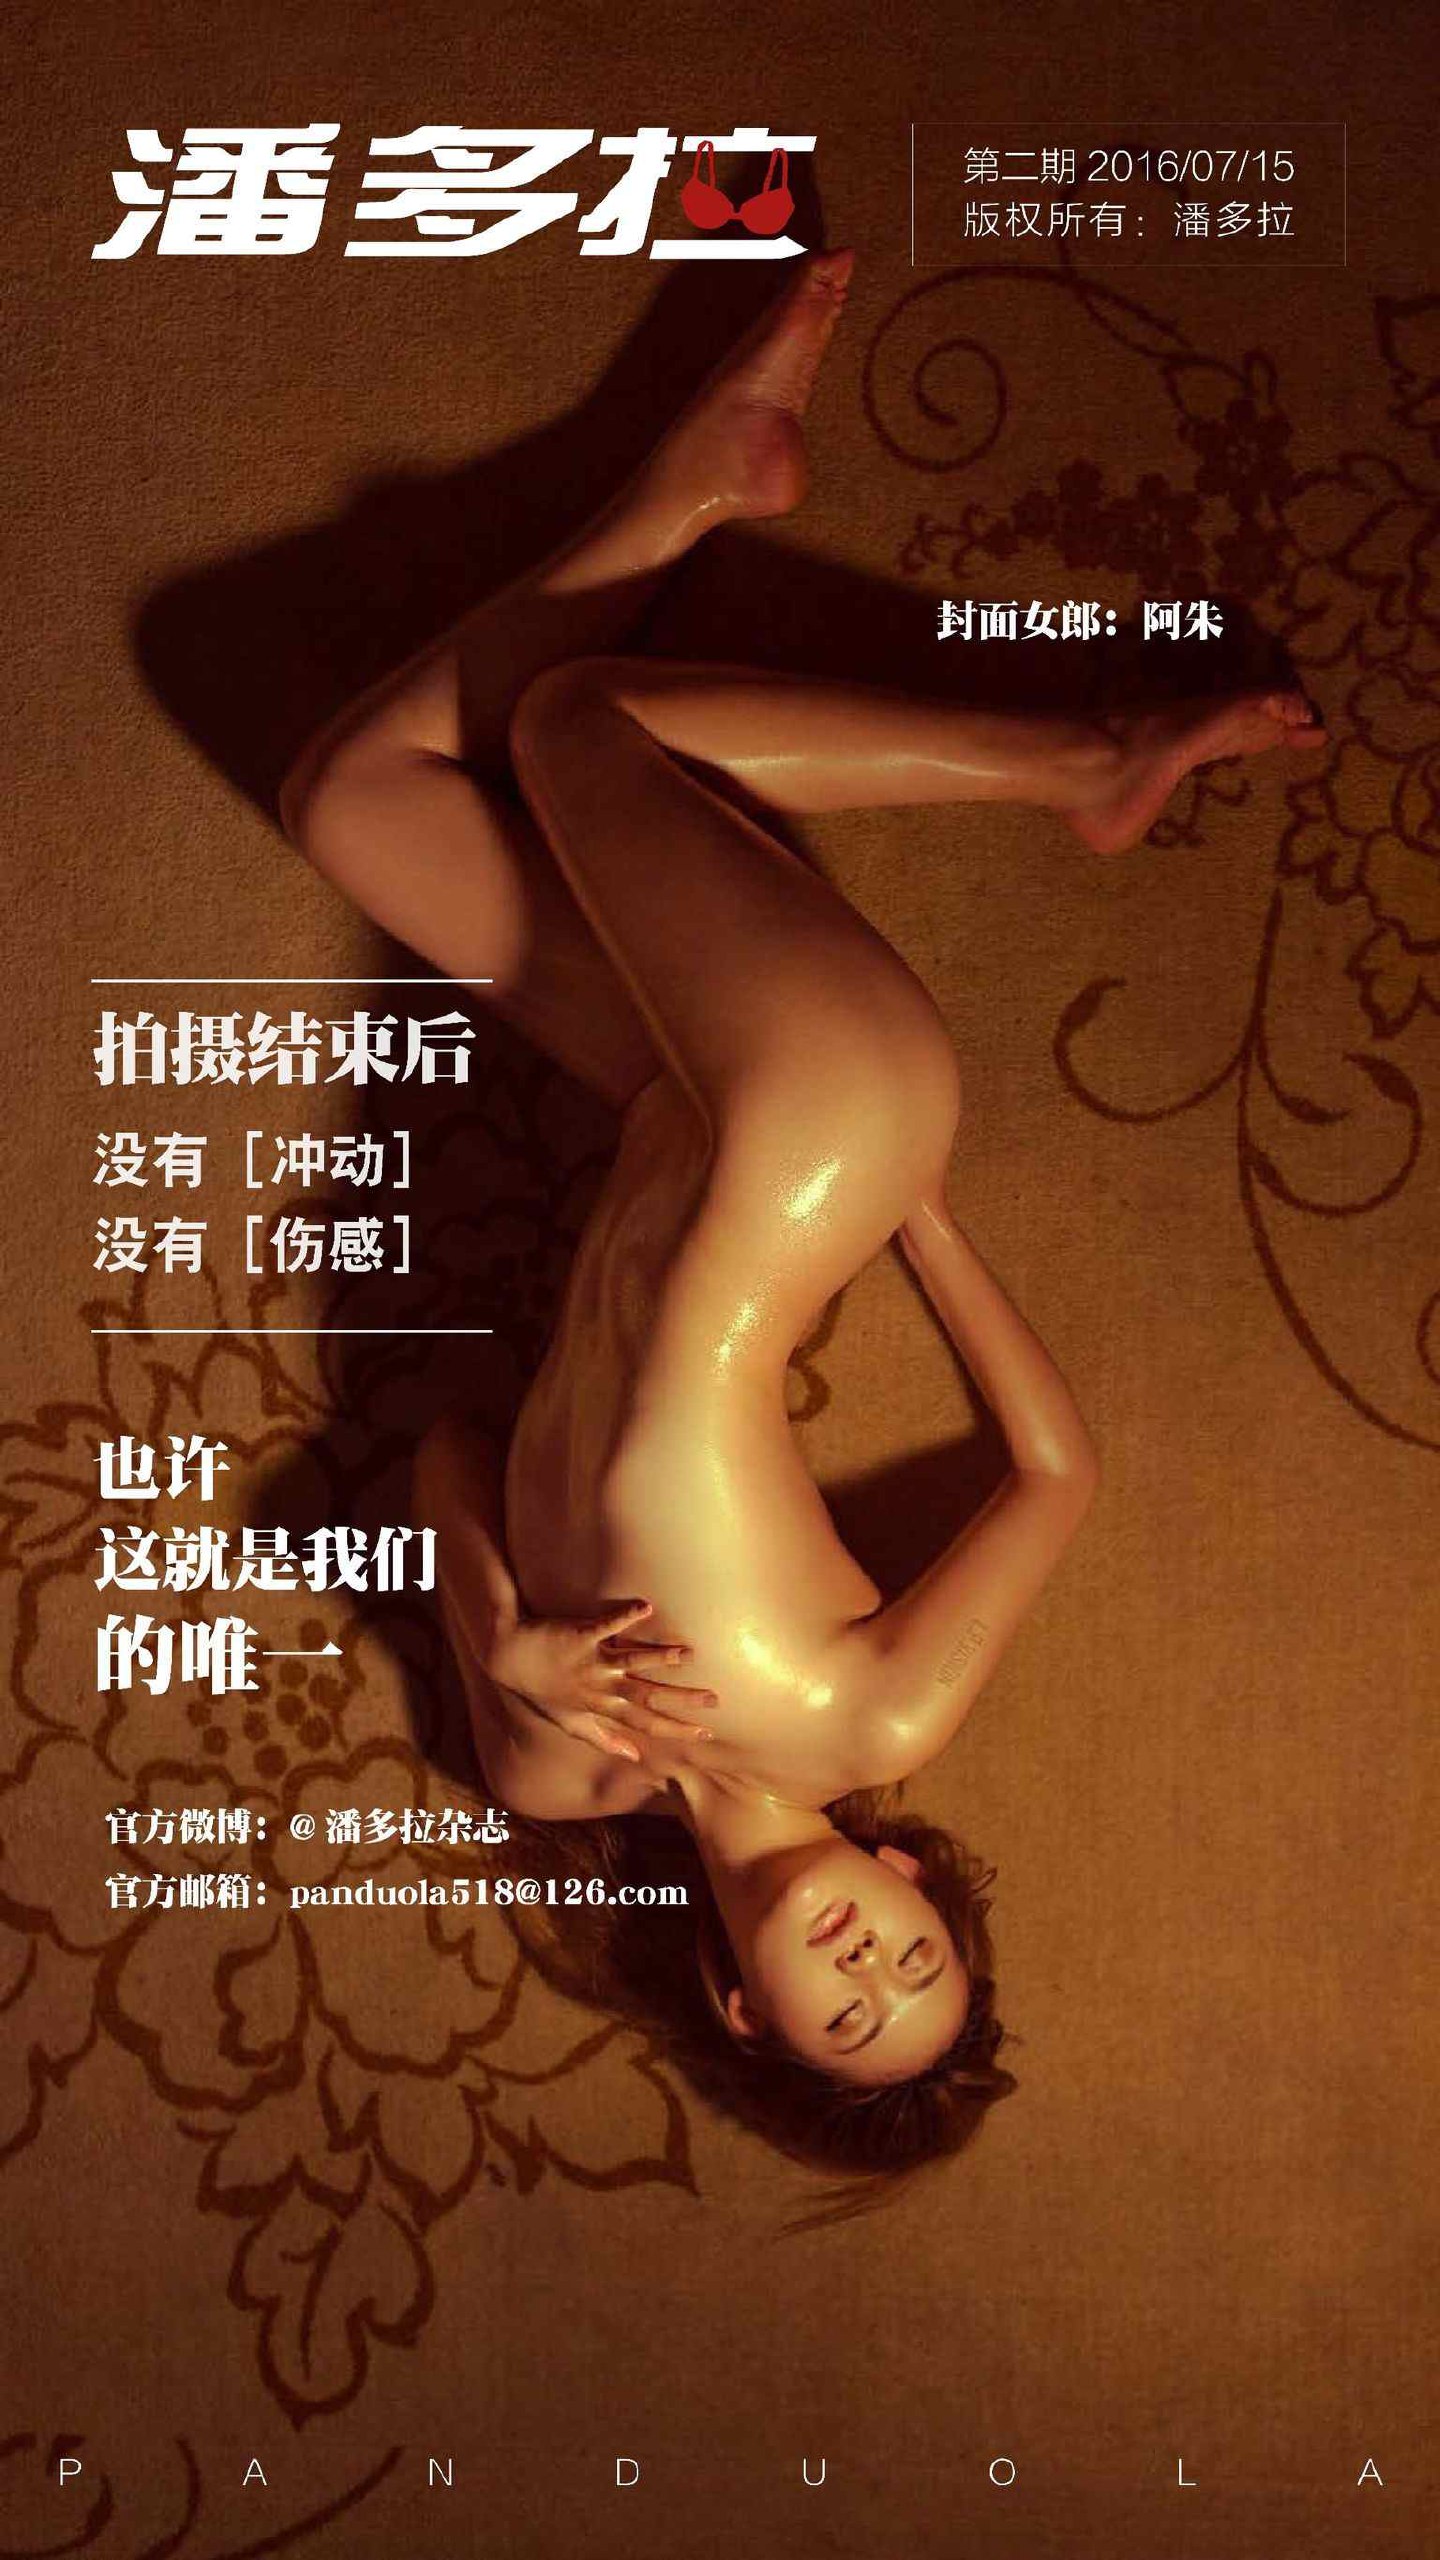 潘多拉
第二期 2016/07/15
版权所有：潘多拉
封面女郎：阿朱
拍摄结束后
没有［冲动］
没有［伤感］
也许
这就是我们
的唯一
官方微博：@潘多拉杂志
官方邮箱：panduola518@126.com
PANDUOLA